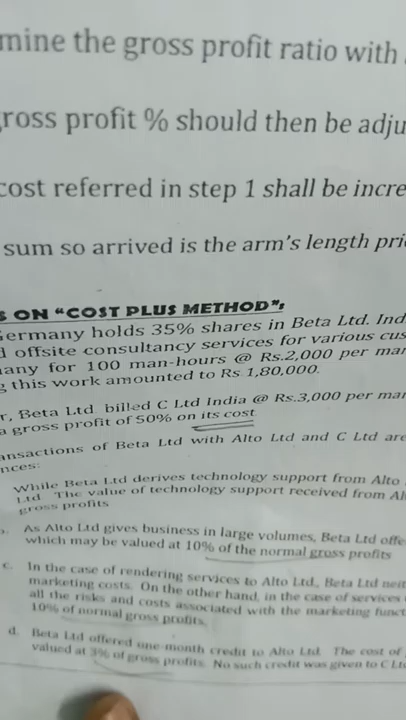 mine the gross profit ratio with
ross profit % should then be adju
cost referred in step 1 shall be incre
sum so arrived is the arm's length pri
S ON "COST PLUS METHOD":
Germany holds 35% shares in Beta Ltd. Ind
d offsite consultancy services for various cus
any for 100 man-hours @ Rs.2,000 per man
g this work amounted to Rs 1,80,000.
r, Beta Ltd billed C Ltd India @ Rs.3,000 per man
a gross profit of 50% on its cost
ansactions of Beta Ltd with Alto Ltd and C Ltd are
nces:
While Beta Ltd derives technology support from Alto
Ltd The value of technology support received from Al
gross profits
As Alto Ltd gives business in large volumes, Beta Ltd offe
which may be valued at 10% of the normal gross profits
c. In the case of rendering services to Alto Ltd., Beta Ltd neit
marketing costs. On the other hand, in the case of services
all the risks and costs associated with the marketing funct
10% of normal gross profits.
d. Beta Ltd offered one-month credit to Alto Ltd. The cost of
valued at 3% of gross profits. No such credit was given to C Ltd